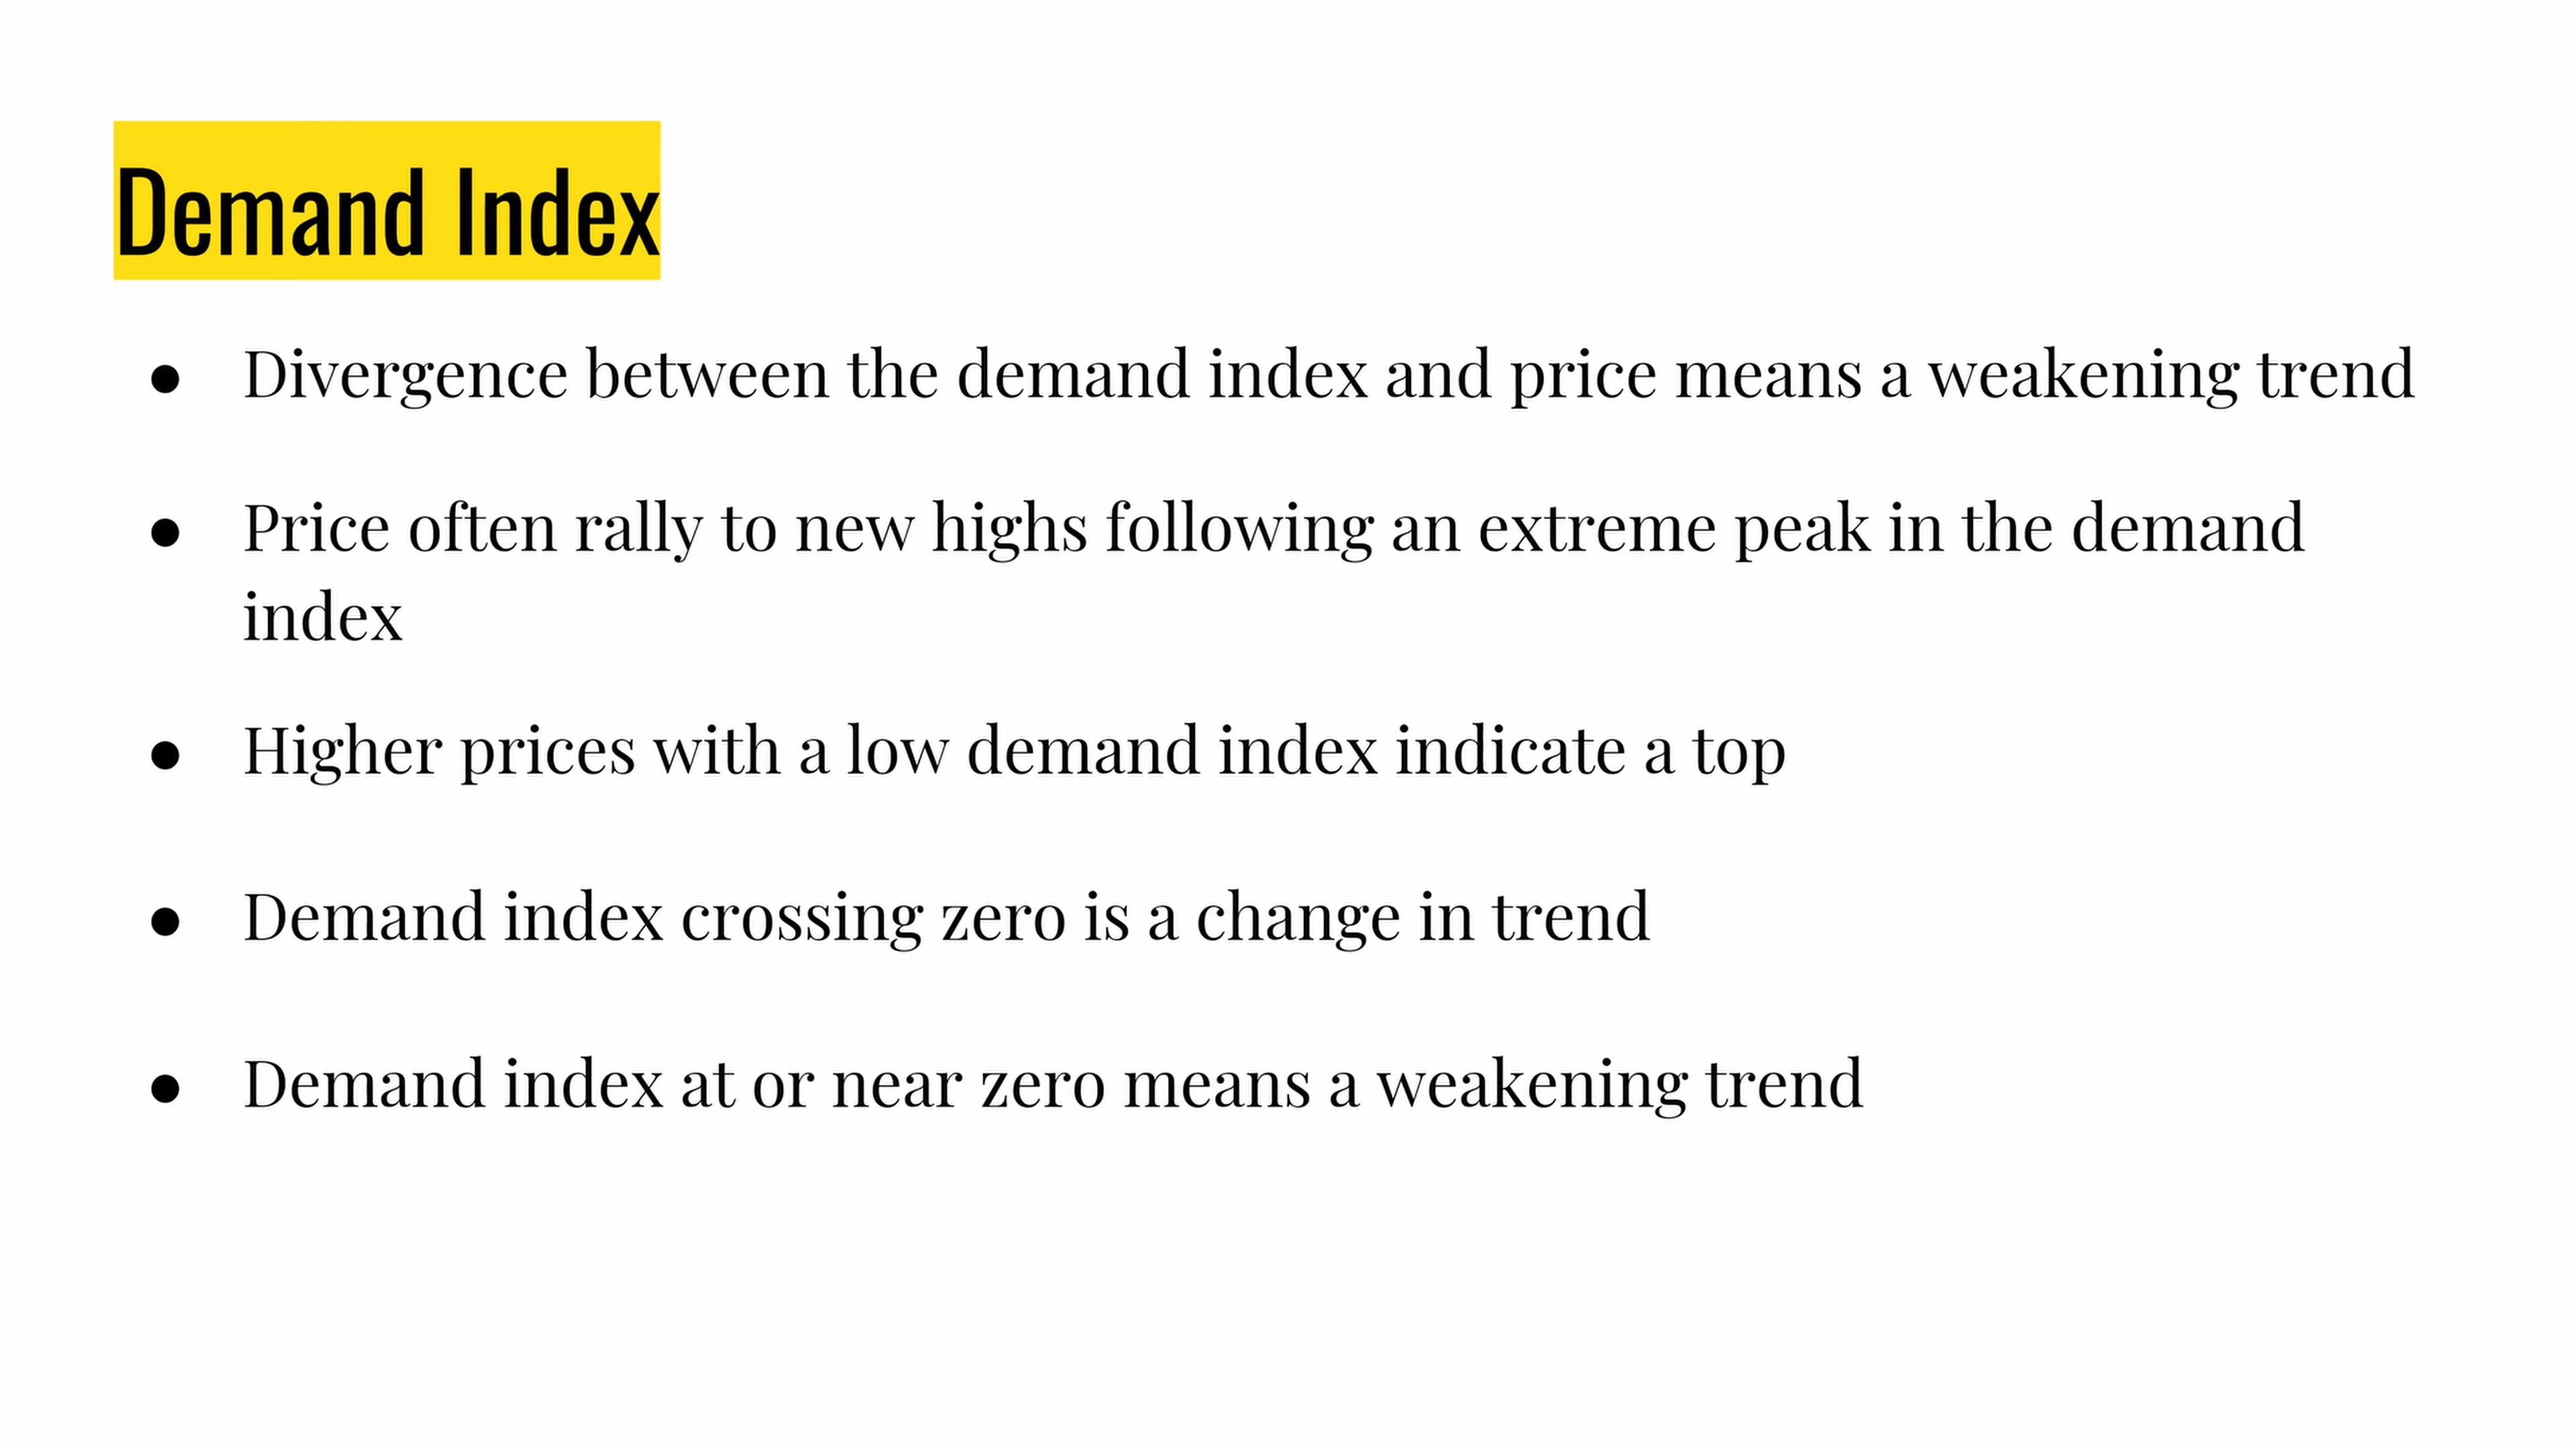 Demand Index
● Divergence between the demand index and price means a weakening trend
● Price often rally to new highs following an extreme peak in the demand
index
● Higher prices with a low demand index indicate a top
● Demand index crossing zero is a change in trend
● Demand index at or near zero means a weakening trend